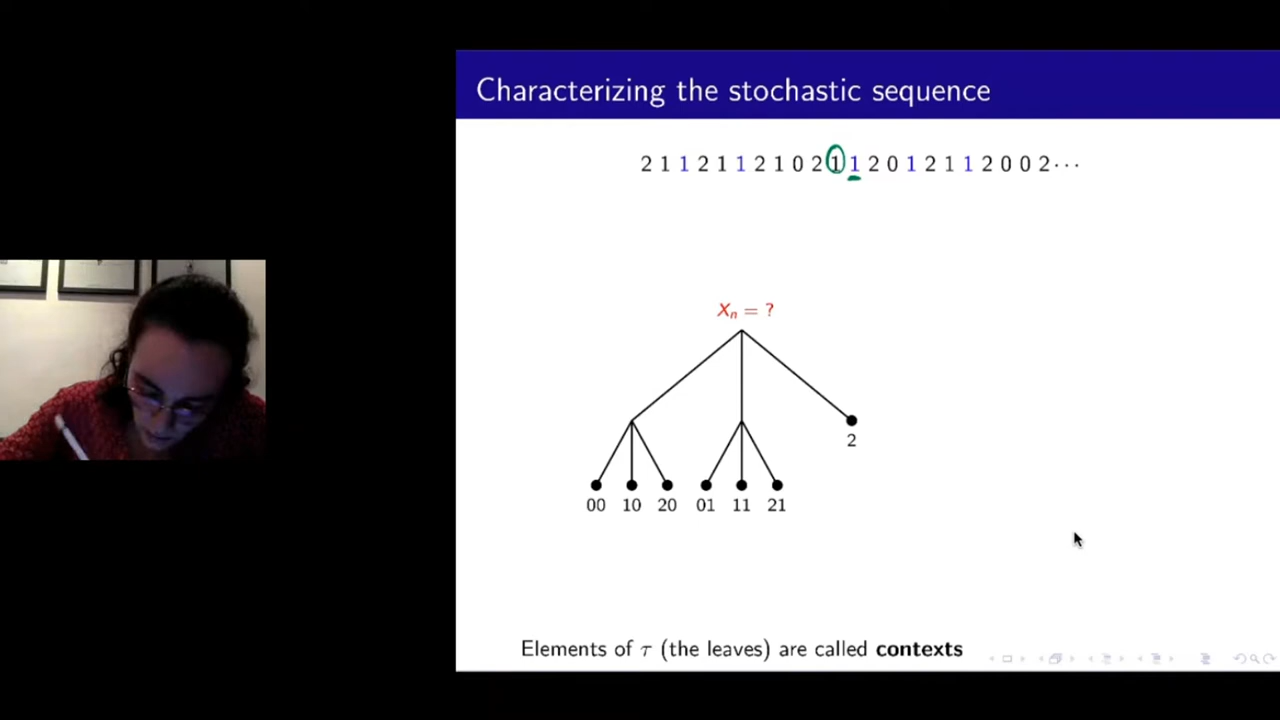 Characterizing the stochastic sequence
2 1 1 2 1 1 2 1 0 2 1 1 2 0 1 2 1 1 2 0 0 2 ···
Xn = ?
2
00 10 20 01 11 21
Elements of τ (the leaves) are called contexts